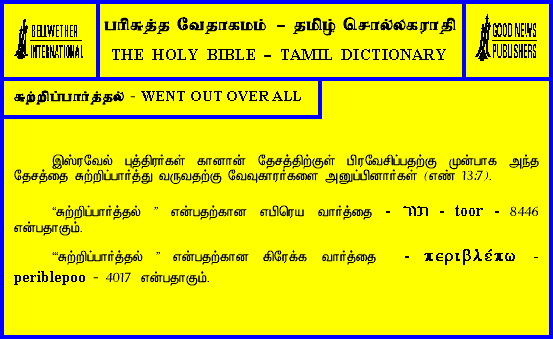 BELLWETHER
INTERNATIONAL
பரிசுத்த வேதாகமம் – தமிழ் சொல்லகராதி
THE HOLY BIBLE – TAMIL DICTIONARY
GOOD NEWS
PUBLISHERS
சுற்றிப்பார்த்தல் - WENT OUT OVER ALL
இஸ்ரவேல் புத்திரர்கள் கானான் தேசத்திற்குள் பிரவேசிப்பதற்கு முன்பாக அந்த
தேசத்தை சுற்றிப்பார்த்து வருவதற்கு வேவுகாரர்களை அனுப்பினார்கள் (எண் 13:7).
“சுற்றிப்பார்த்தல் ” என்பதற்கான எபிரெய வார்த்தை - תור - toor - 8446
என்பதாகும்.
“சுற்றிப்பார்த்தல் ” என்பதற்கான கிரேக்க வார்த்தை - περιβλέπω -
periblepoo - 4017 என்பதாகும்.